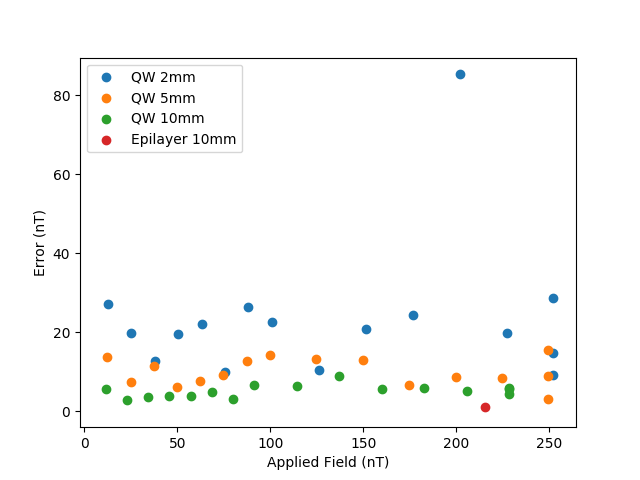 QW 2mm
QW 5mm
QW 10mm
Epilayer 10mm
80
60
40
20
0
Error (nT)
0 50 100 150 200 250
Applied Field (nT)